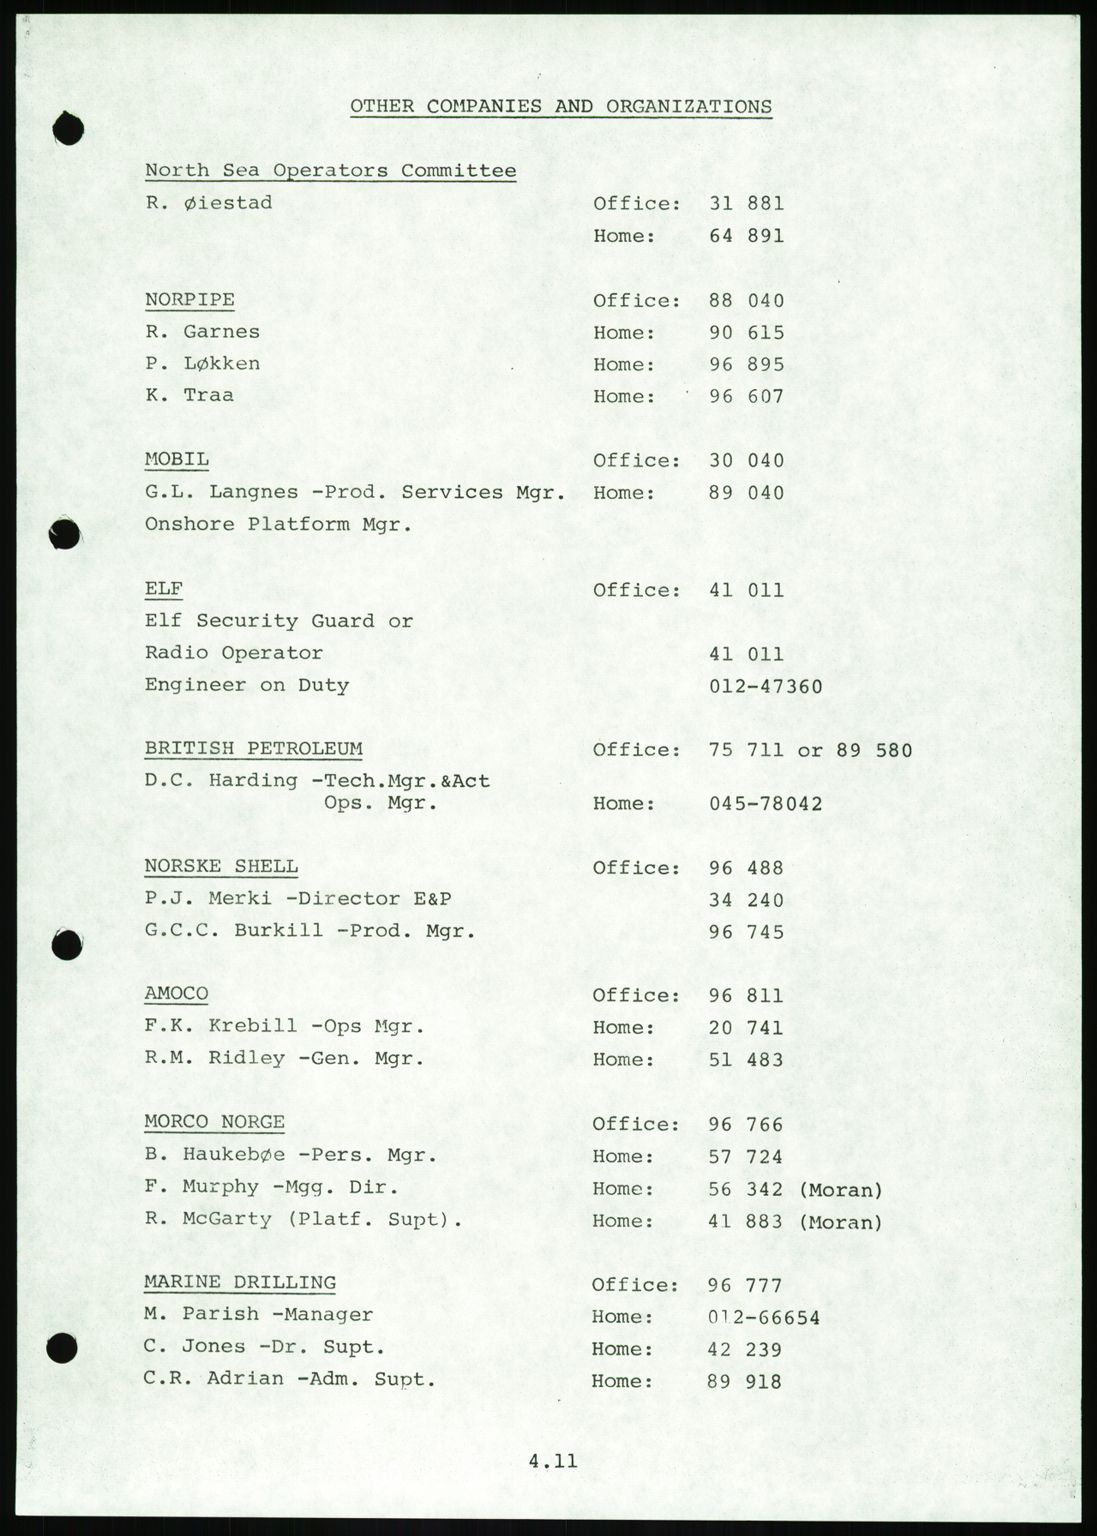 OTHER COMPANIES AND ORGANIZATIONS
North Sea Operators Committee
R. Øiestad Office: 31 881
Home: 64 891
NORPIPE Office: 88 040
R. Garnes Home: 90 615
P. Løkken Home: 96 895
K. Traa Home: 96 607
MOBIL Office: 30 040
G.L. Langnes -Prod. Services Mgr. Home: 89 040
Onshore Platform Mgr.
ELF Office: 41 011
Elf Security Guard or
Radio Operator 41 011
Engineer on Duty 012-47360
BRITISH PETROLEUM Office: 75 711 or 89 580
D.C. Harding -Tech.Mgr.&Act
Ops. Mgr. Home: 045-78042
NORSKE SHELL Office: 96 488
P.J. Merki -Director E&P 34 240
G.C.C. Burkill -Prod. Mgr. 96 745
AMOCO Office: 96 811
F.K. Krebill -Ops Mgr. Home: 20 741
R.M. Ridley -Gen. Mgr. Home: 51 483
MORCO NORGE Office: 96 766
B. Haukebøe -Pers. Mgr. Home: 57 724
F. Murphy -Mgg. Dir. Home: 56 342 (Moran)
R. McGarty (Platf. Supt). Home: 41 883 (Moran)
MARINE DRILLING Office: 96 777
M. Parish -Manager Home: 012-66654
C. Jones -Dr. Supt. Home: 42 239
C.R. Adrian -Adm. Supt. Home: 89 918
4.11